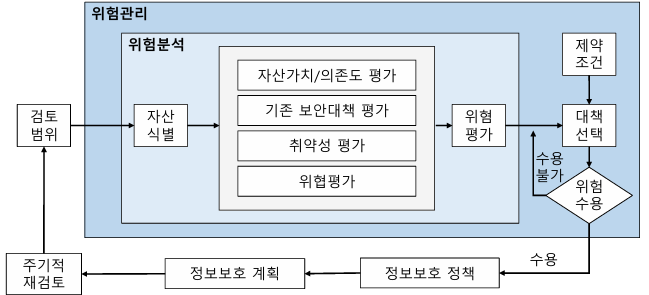 위험관리
위험분석
검토
범위
자산
식별
자산가치/의존도 평가
기존 보안대책 평가
취약성 평가
위협평가
위험
평가
제약
조건
대책
선택
수용
불가
위험
수용
수용
정보보호 정책
정보보호 계획
주기적
재검토